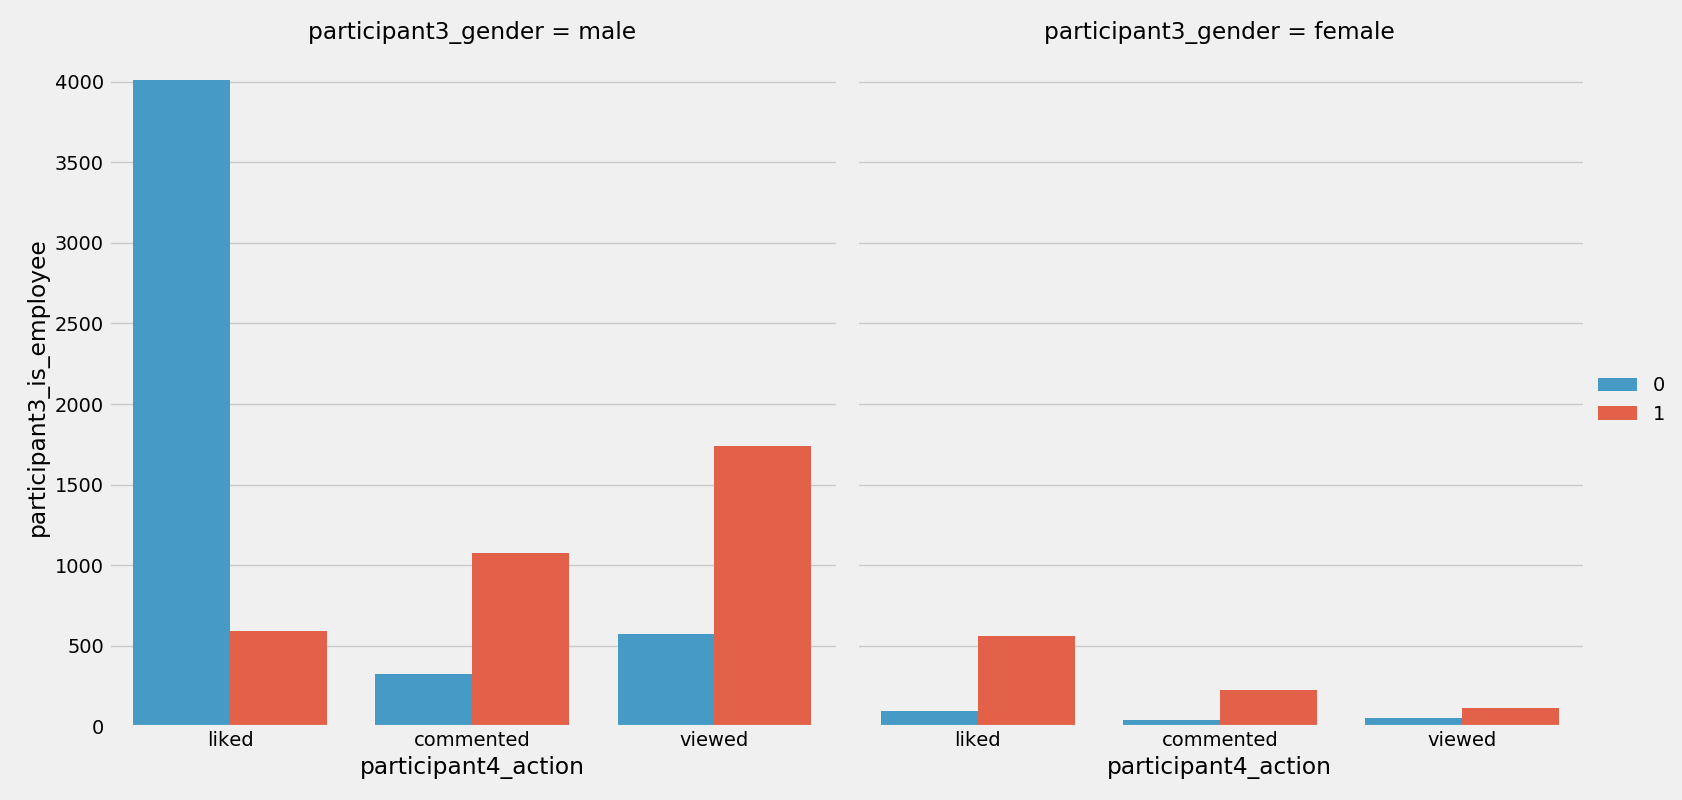 participant3_gender = male
participant3_gender = female
participant3_is_employee
4000
3500
3000
2500
2000
1500
1000
500
0
liked commented viewed
liked commented viewed
participant4_action
participant4_action
0
1